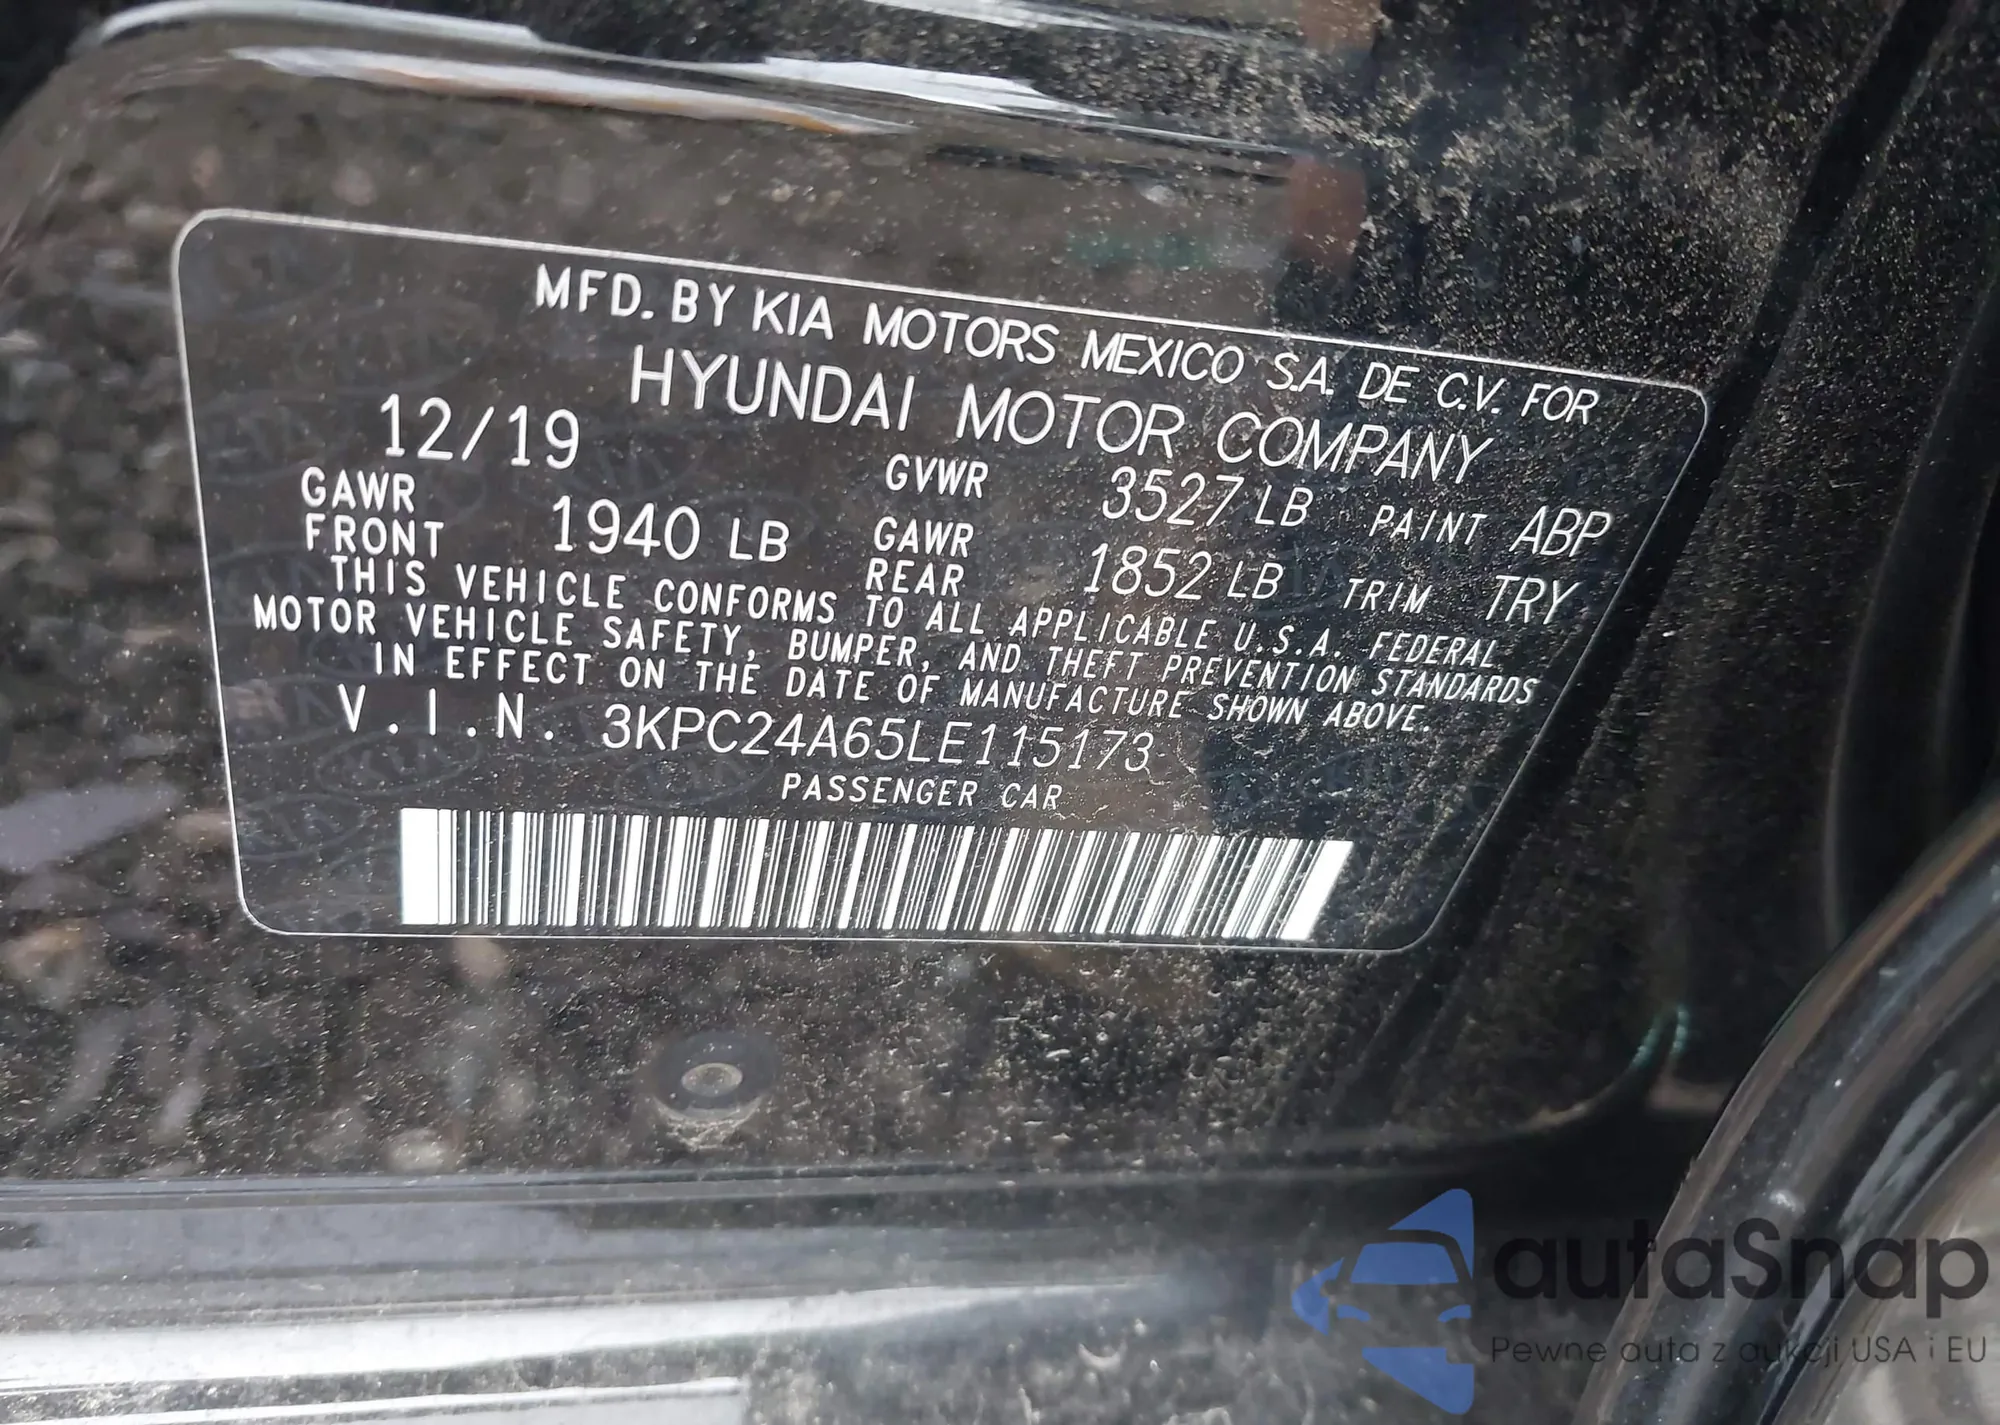 MFD. BY KIA MOTORS MEXICO S.A. DE C.V. FOR
HYUNDAI MOTOR COMPANY
12/19 GVWR 3527 LB PAINT ABP
GAWR FRONT 1940 LB GAWR REAR 1852 LB TRIM TRY
THIS VEHICLE CONFORMS TO ALL APPLICABLE U.S.A. FEDERAL
MOTOR VEHICLE SAFETY, BUMPER, AND THEFT PREVENTION STANDARDS
IN EFFECT ON THE DATE OF MANUFACTURE SHOWN ABOVE.
V.I.N. 3KPC24A65LE115173
PASSENGER CAR
autaSnap
Pewne auta z aukcji USA i EU